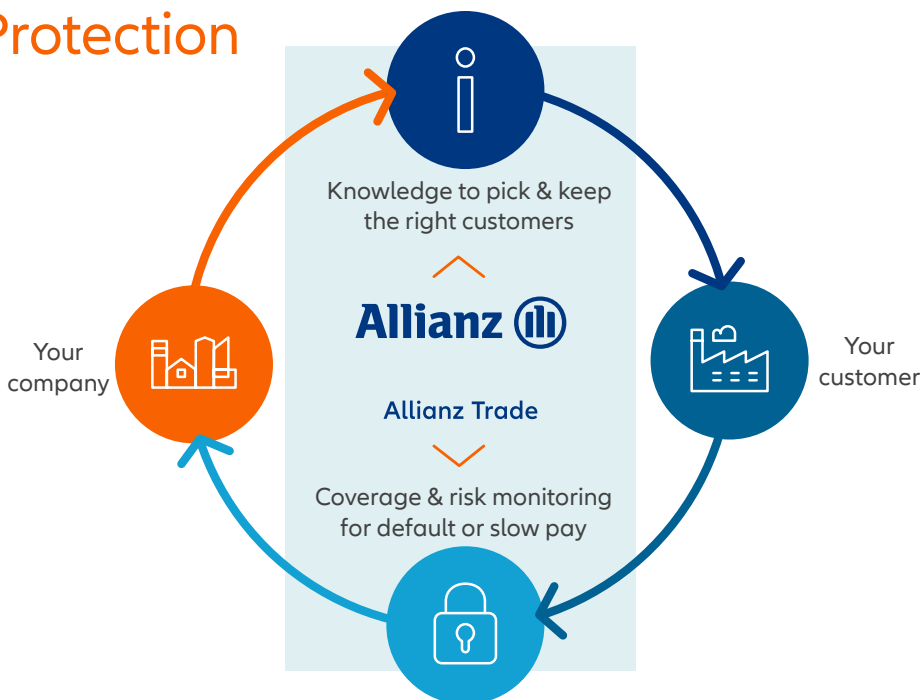 Protection
Knowledge to pick & keep
the right customers
Allianz
Your
company
Your
customer
Allianz Trade
Coverage & risk monitoring
for default or slow pay